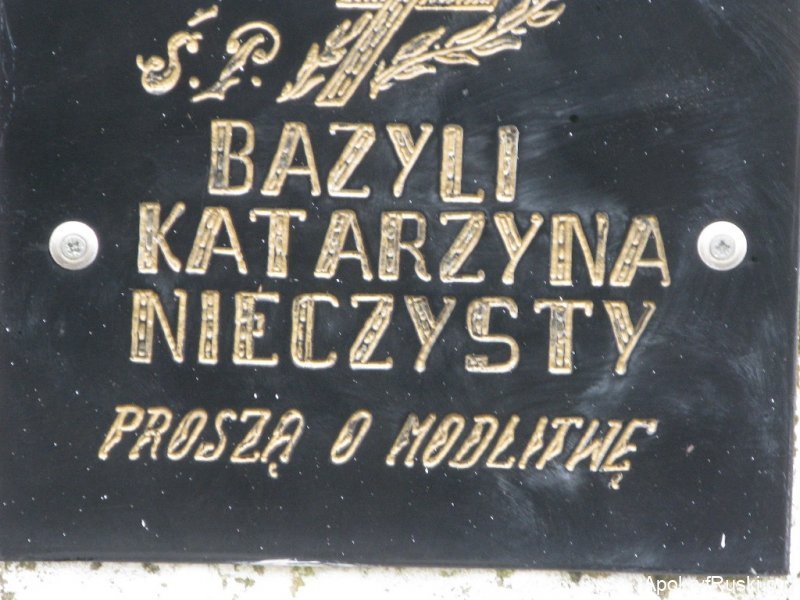 Ś.P.
BAZYLI
KATARZYNA
NIECZYSTY
PROSZĄ O MODLITWĘ